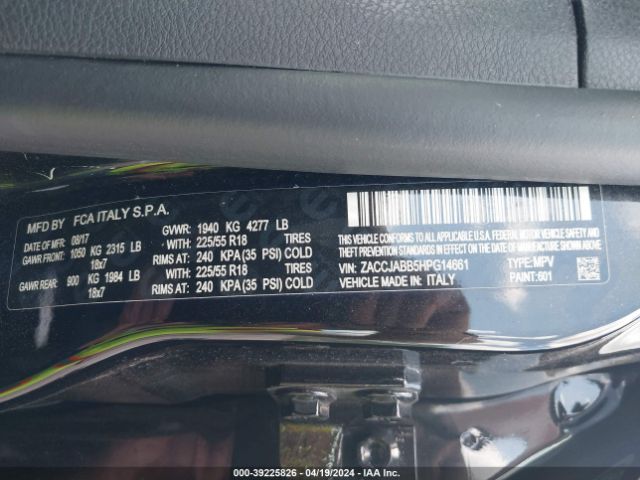 MFD BY FCA ITALY S.P.A.
DATE OF MFR: 08/17 GVWR: 1940 KG 4277 LB
GAWR FRONT: 1050 KG 2315 LB WITH: 225/55 R18 TIRES
18x7 RIMS AT: 240 KPA(35 PSI) COLD
GAWR REAR: 900 KG 1984 LB WITH: 225/55 R18 TIRES
18x7 RIMS AT: 240 KPA(35 PSI) COLD
THIS VEHICLE CONFORMS TO ALL APPLICABLE U.S.A.
FEDERAL MOTOR VEHICLE SAFETY, BUMPER AND
THEFT PREVENTION STANDARDS IN EFFECT ON THE DATE
OF MANUFACTURE SHOWN ABOVE.
VIN: ZACCJABB5HPG14661 TYPE: MPV
VEHICLE MADE IN: ITALY PAINT: 601
000-39225826 - 04/19/2024 - IAA Inc.